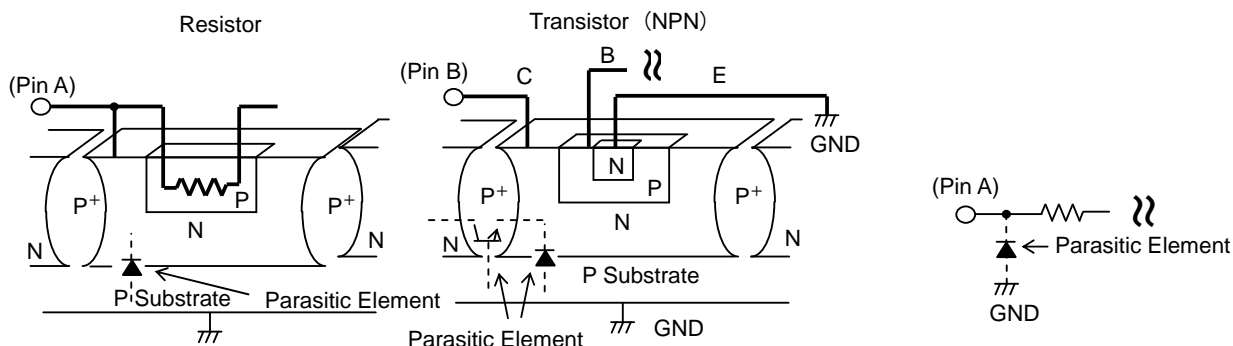 Resistor
(Pin A)
P+
P+
P
N
N
N
P Substrate
Parasitic Element
Transistor (NPN)
(Pin B)
C
B
E
GND
P+
P+
N
P
N
N
N
P Substrate
Parasitic Element
GND
(Pin A)
Parasitic Element
GND